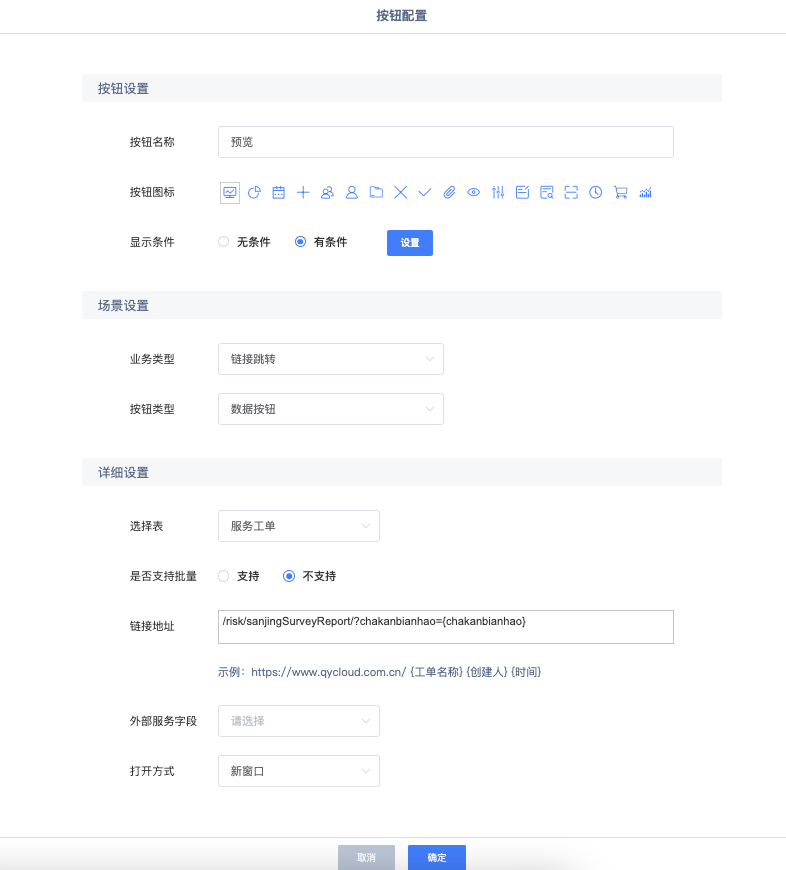 按钮配置
按钮设置
按钮名称
预览
按钮图标
显示条件
无条件
有条件
设置
场景设置
业务类型
链接跳转
按钮类型
数据按钮
详细设置
选择表
服务工单
是否支持批量
支持
不支持
链接地址
/risk/sanjingSurveyReport/?chakanbianhao={chakanbianhao}
示例：https://www.qycloud.com.cn/ {工单名称} {创建人} {时间}
外部服务字段
请选择
打开方式
新窗口
取消
确定